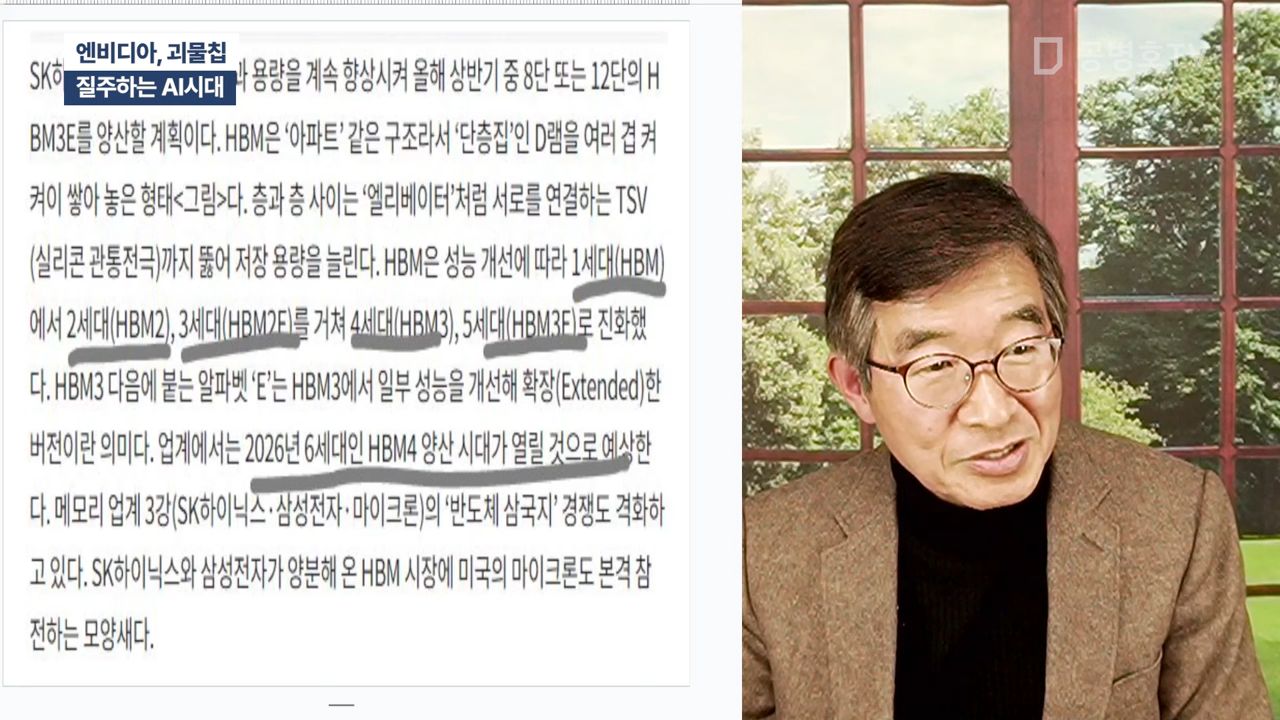 엔비디아, 괴물칩
질주하는 AI시대
SK하 과 용량을 계속 향상시켜 올해 상반기 중 8단 또는 12단의 H
BM3E를 양산할 계획이다. HBM은 ‘아파트’ 같은 구조라서 ‘단층집’인 D램을 여러 겹 켜
켜이 쌓아 놓은 형태<그림>다. 층과 층 사이는 ‘엘리베이터’처럼 서로를 연결하는 TSV
(실리콘 관통전극)까지 뚫어 저장 용량을 늘린다. HBM은 성능 개선에 따라 1세대(HBM)
에서 2세대(HBM2), 3세대(HBM2E)를 거쳐 4세대(HBM3), 5세대(HBM3E)로 진화했
다. HBM3 다음에 붙는 알파벳 ‘E’는 HBM3에서 일부 성능을 개선해 확장(Extended)한
버전이란 의미다. 업계에서는 2026년 6세대인 HBM4 양산 시대가 열릴 것으로 예상한
다. 메모리 업계 3강(SK하이닉스·삼성전자·마이크론)의 ‘반도체 삼국지’ 경쟁도 격화하
고 있다. SK하이닉스와 삼성전자가 양분해 온 HBM 시장에 미국의 마이크론도 본격 참
전하는 모양새다.